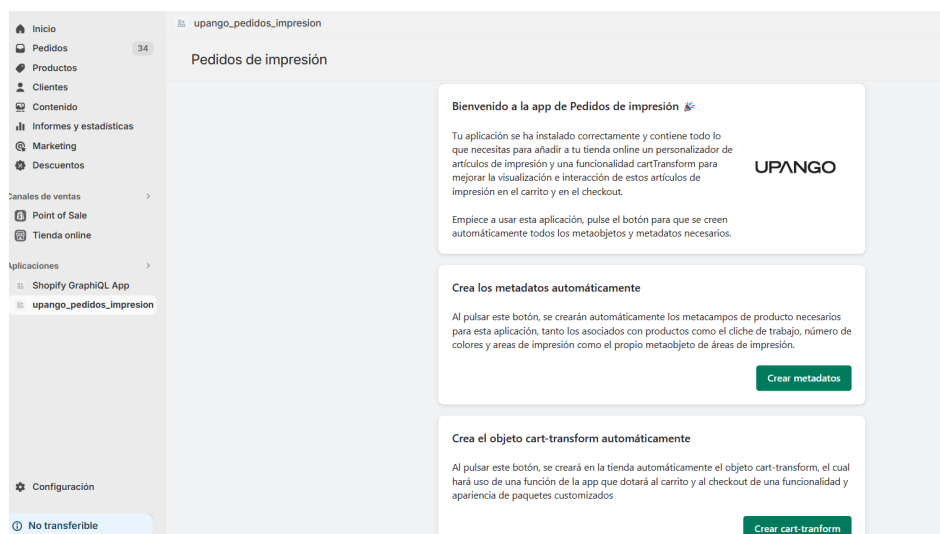 Inicio
Pedidos 34
Productos
Clientes
Contenido
Informes y estadísticas
Marketing
Descuentos
Canales de ventas
Point of Sale
Tienda online
Aplicaciones
Shopify GraphiQL App
upango_pedidos_impresion
Configuración
No transferible
upango_pedidos_impresion
Pedidos de impresión
Bienvenido a la app de Pedidos de impresión 🎉
Tu aplicación se ha instalado correctamente y contiene todo lo
que necesitas para añadir a tu tienda online un personalizador de
artículos de impresión y una funcionalidad cartTransform para
mejorar la visualización e interacción de estos artículos de
impresión en el carrito y en el checkout.
Empiece a usar esta aplicación, pulse el botón para que se creen
automáticamente todos los metaobjetos y metadatos necesarios.
UPANGO
Crea los metadatos automáticamente
Al pulsar este botón, se crearán automáticamente los metacampos de producto necesarios
para esta aplicación, tanto los asociados con productos como el cliche de trabajo, número de
colores y areas de impresión como el propio metaobjeto de áreas de impresión.
Crear metadatos
Crea el objeto cart-transform automáticamente
Al pulsar este botón, se creará en la tienda automáticamente el objeto cart-transform, el cual
hará uso de una función de la app que dotará al carrito y al checkout de una funcionalidad y
apariencia de paquetes customizados
Crear cart-tranform